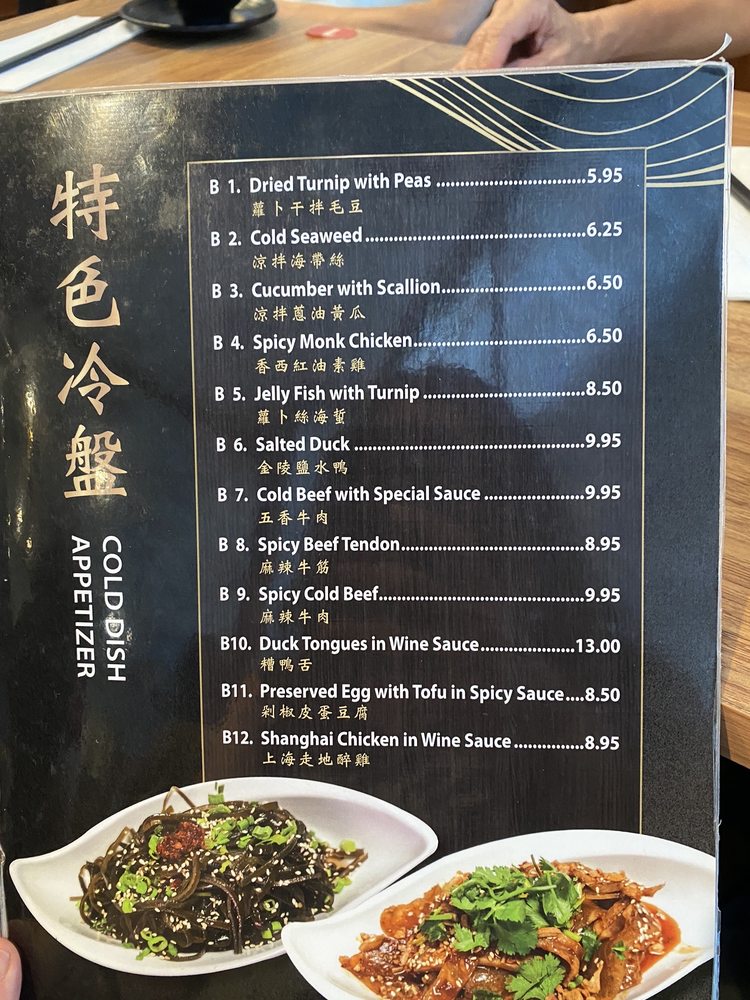 特色冷盤
COLD DISH
APPETIZER
B 1. Dried Turnip with Peas ..............................5.95
蘿卜干拌毛豆
B 2. Cold Seaweed..........................................6.25
涼拌海帶絲
B 3. Cucumber with Scallion...........................6.50
涼拌蔥油黃瓜
B 4. Spicy Monk Chicken................................6.50
香西紅油素雞
B 5. Jelly Fish with Turnip ..............................8.50
蘿卜絲海蜇
B 6. Salted Duck ...........................................9.95
金陵鹽水鴨
B 7. Cold Beef with Special Sauce ..................9.95
五香牛肉
B 8. Spicy Beef Tendon..................................8.95
麻辣牛筋
B 9. Spicy Cold Beef.......................................9.95
麻辣牛肉
B10. Duck Tongues in Wine Sauce..................13.00
糟鴨舌
B11. Preserved Egg with Tofu in Spicy Sauce....8.50
剁椒皮蛋豆腐
B12. Shanghai Chicken in Wine Sauce.............8.95
上海走地醉雞